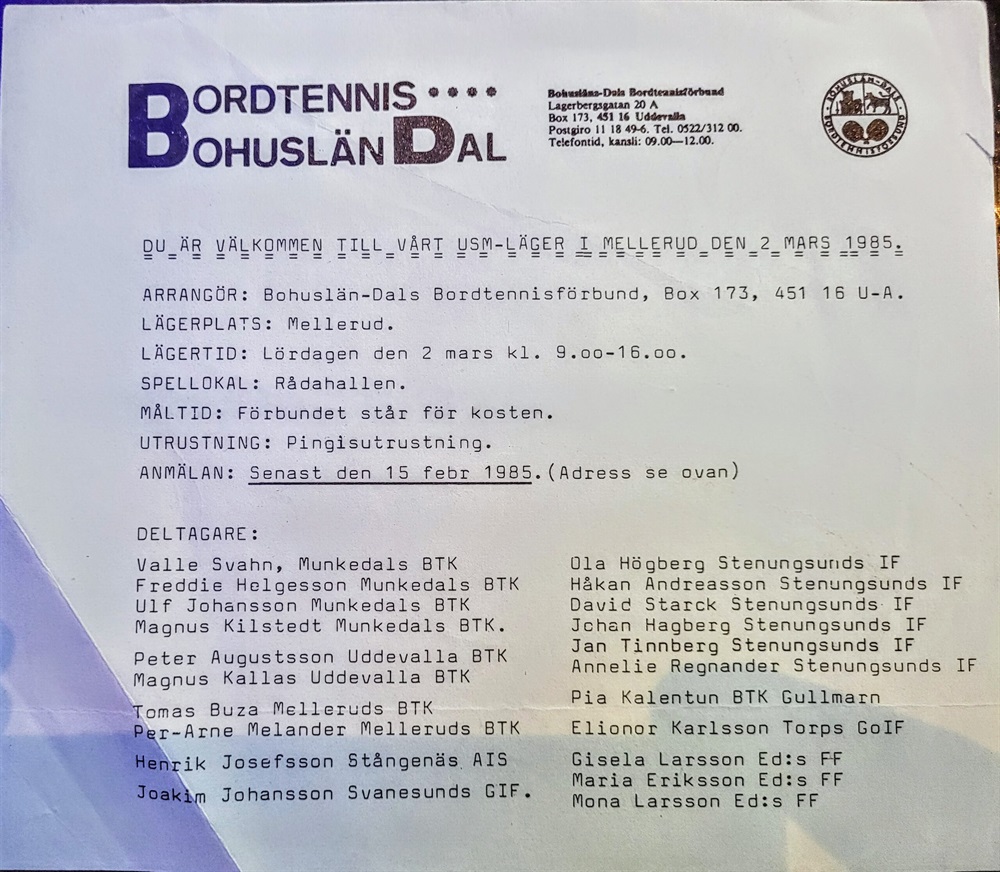 BORDTENNIS
BOHUSLÄN DAL
Bohusläns-Dals Bordtennisförbund
Lagerbergsgatan 20 A
Box 173, 451 16 Uddevalla
Postgiro 11 18 49-6. Tel. 0522/312 00.
Telefontid, kansli: 09.00—12.00.
BOHUSLÄN-DALS
BORDTENNISFÖRBUND
DU ÄR VÄLKOMMEN TILL VÅRT USM-LÄGER I MELLERUD DEN 2 MARS 1985.
ARRANGÖR: Bohuslän-Dals Bordtennisförbund, Box 173, 451 16 U-A.
LÄGERPLATS: Mellerud.
LÄGERTID: Lördagen den 2 mars kl. 9.oo-16.oo.
SPELLOKAL: Rådahallen.
MÅLTID: Förbundet står för kosten.
UTRUSTNING: Pingisutrustning.
ANMÄLAN: Senast den 15 febr 1985.(Adress se ovan)
DELTAGARE:
Valle Svahn, Munkedals BTK
Freddie Helgesson Munkedals BTK
Ulf Johansson Munkedals BTK
Magnus Kilstedt Munkedals BTK.
Peter Augustsson Uddevalla BTK
Magnus Kallas Uddevalla BTK
Tomas Buza Melleruds BTK
Per-Arne Melander Melleruds BTK
Henrik Josefsson Stångenäs AIS
Joakim Johansson Svanesunds GIF.
Ola Högberg Stenungsunds IF
Håkan Andreasson Stenungsunds IF
David Starck Stenungsunds IF
Johan Hagberg Stenungsunds IF
Jan Tinnberg Stenungsunds IF
Annelie Regnander Stenungsunds IF
Pia Kalentun BTK Gullmarn
Elionor Karlsson Torps GoIF
Gisela Larsson Ed:s FF
Maria Eriksson Ed:s FF
Mona Larsson Ed:s FF